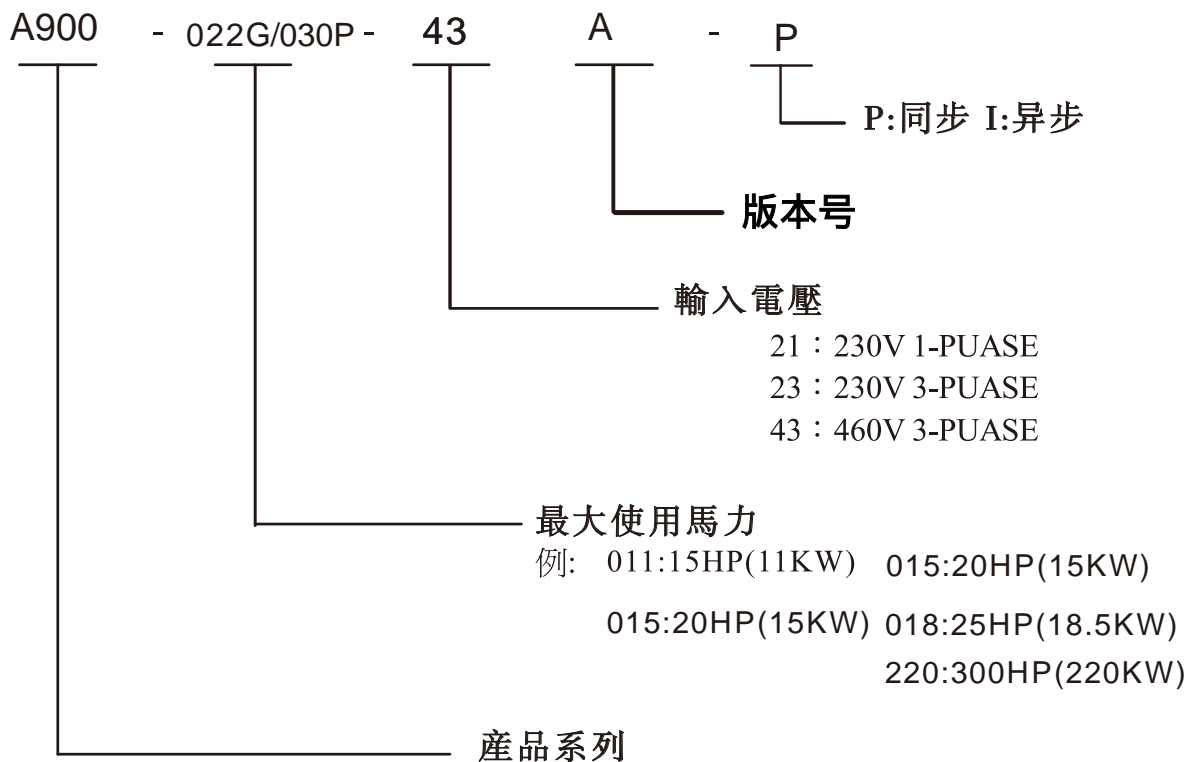 A900 - 022G/030P - 43 A - P
P:同步 I:异步
版本号
輸入電壓
21：230V 1-PUASE
23：230V 3-PUASE
43：460V 3-PUASE
最大使用馬力
例: 011:15HP(11KW) 015:20HP(15KW)
015:20HP(15KW) 018:25HP(18.5KW)
220:300HP(220KW)
産品系列